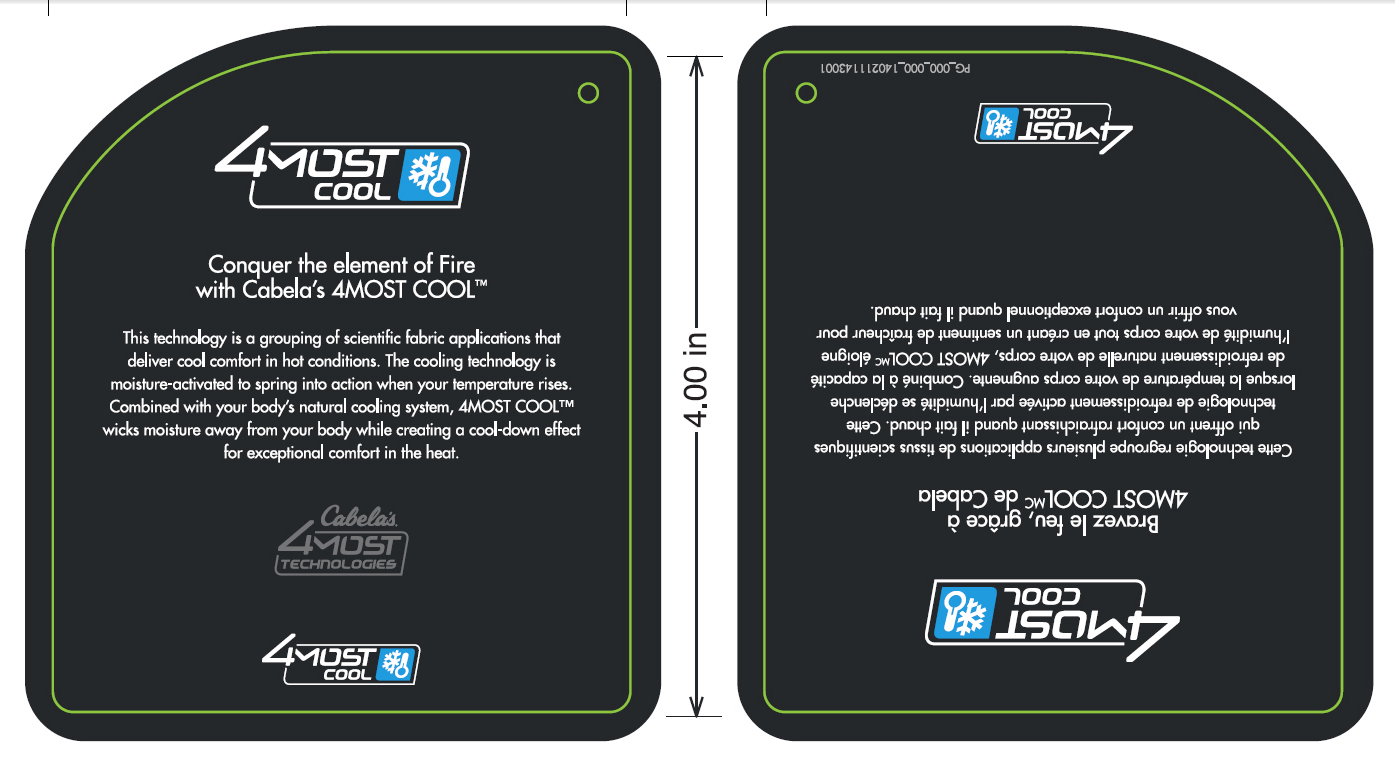 4MOST
COOL
Conquer the element of Fire
with Cabela's 4MOST COOL™
This technology is a grouping of scientific fabric applications that
deliver cool comfort in hot conditions. The cooling technology is
moisture-activated to spring into action when your temperature rises.
Combined with your body's natural cooling system, 4MOST COOL™
wicks moisture away from your body while creating a cool-down effect
for exceptional comfort in the heat.
Cabela's
4MOST
TECHNOLOGIES
4MOST
COOL
4.00 in
4MOST
COOL
Bravez le feu, grâce à
4MOST COOLMC de Cabela
Cette technologie regroupe plusieurs applications de tissus scientifiques
qui offrent un confort rafraichissant quand il fait chaud. Cette
technologie de refroidissement activée par l'humidité se déclenche
lorsque la température de votre corps augmente. Combiné à la capacité
de refroidissement naturelle de votre corps, 4MOST COOLMC éloigne
l'humidité de votre corps tout en créant un sentiment de fraîcheur pour
vous offrir un confort exceptionnel quand il fait chaud.
4MOST
COOL
PG_000_000_14021143001